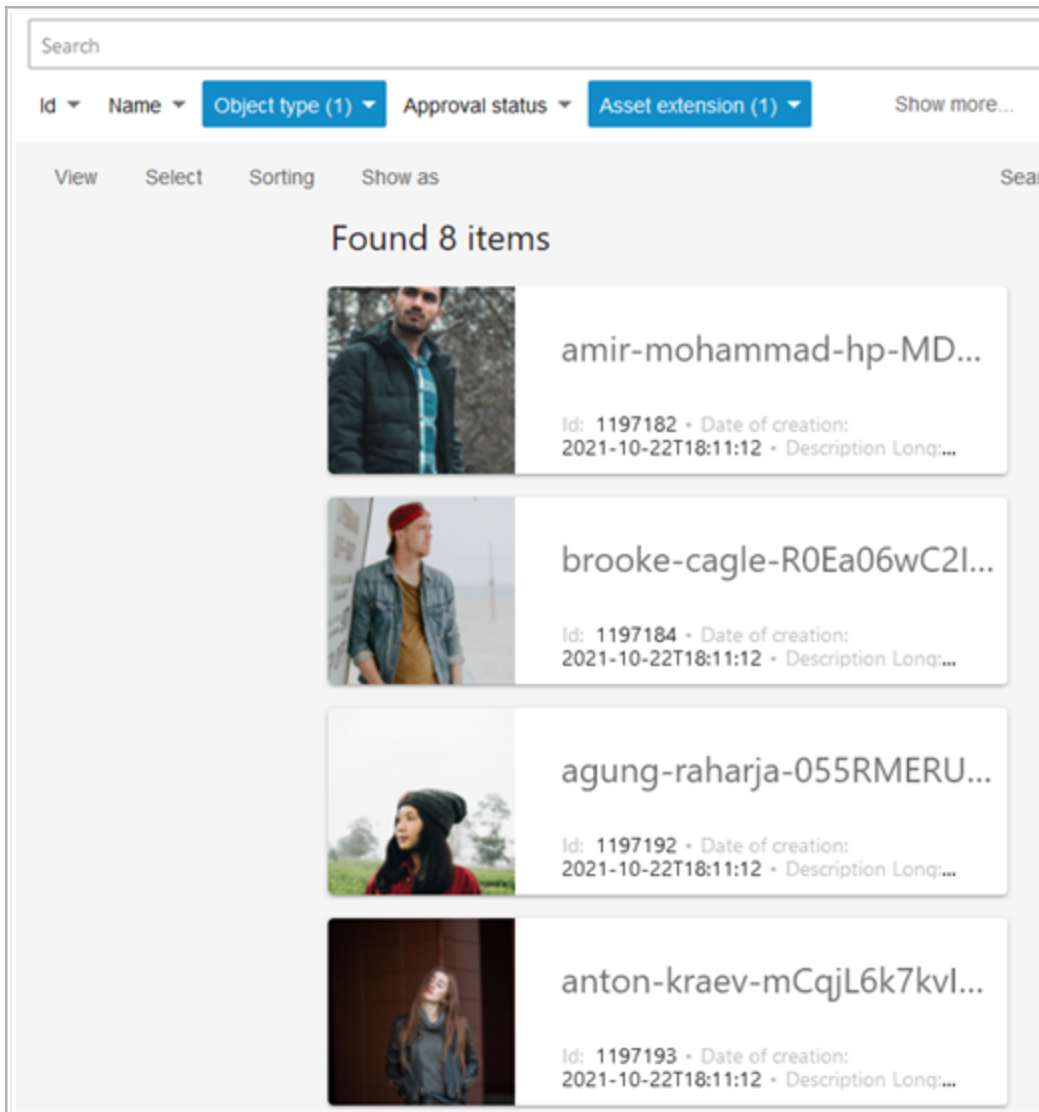 Search
Id Name Object type (1) Approval status Asset extension (1) Show more...
View Select Sorting Show as Sear
Found 8 items
amir-mohammad-hp-MD...
Id: 1197182 • Date of creation:
2021-10-22T18:11:12 • Description Long:...
brooke-cagle-R0Ea06wC2I...
Id: 1197184 • Date of creation:
2021-10-22T18:11:12 • Description Long:...
agung-raharja-055RMERU...
Id: 1197192 • Date of creation:
2021-10-22T18:11:12 • Description Long:...
anton-kraev-mCqjL6k7kvI...
Id: 1197193 • Date of creation:
2021-10-22T18:11:12 • Description Long:...